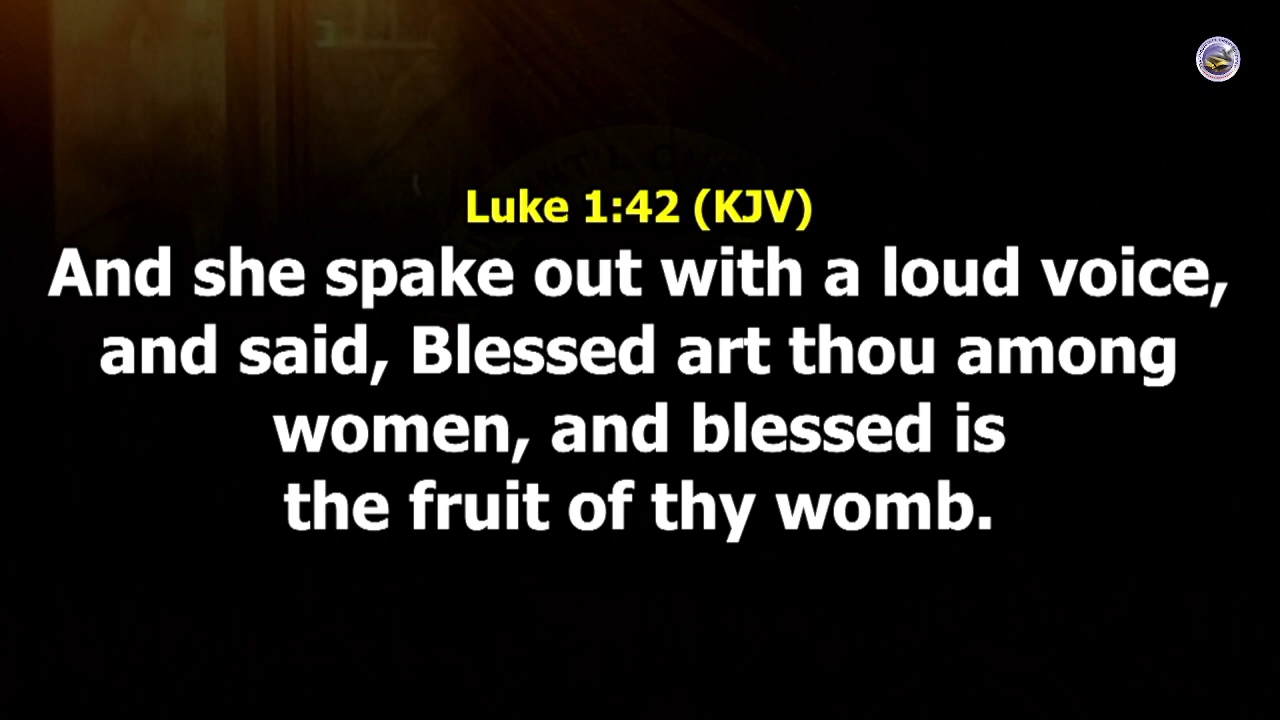 Luke 1:42 (KJV)
And she spake out with a loud voice,
and said, Blessed art thou among
women, and blessed is
the fruit of thy womb.